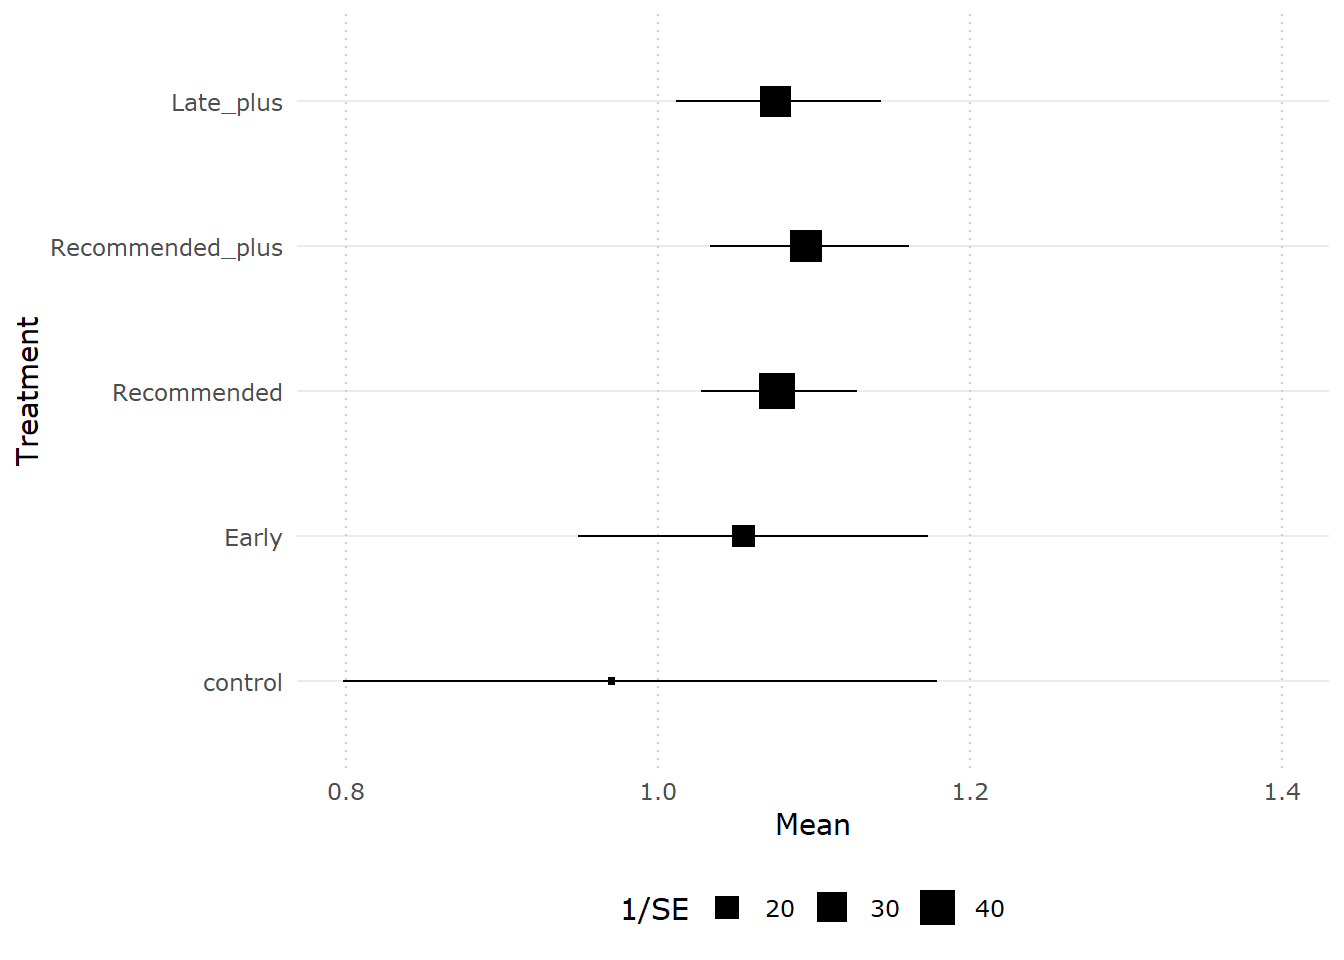 Late_plus
Recommended_plus
Recommended
Early
control
Treatment
0.8 1.0 1.2 1.4
Mean
1/SE 20 30 40